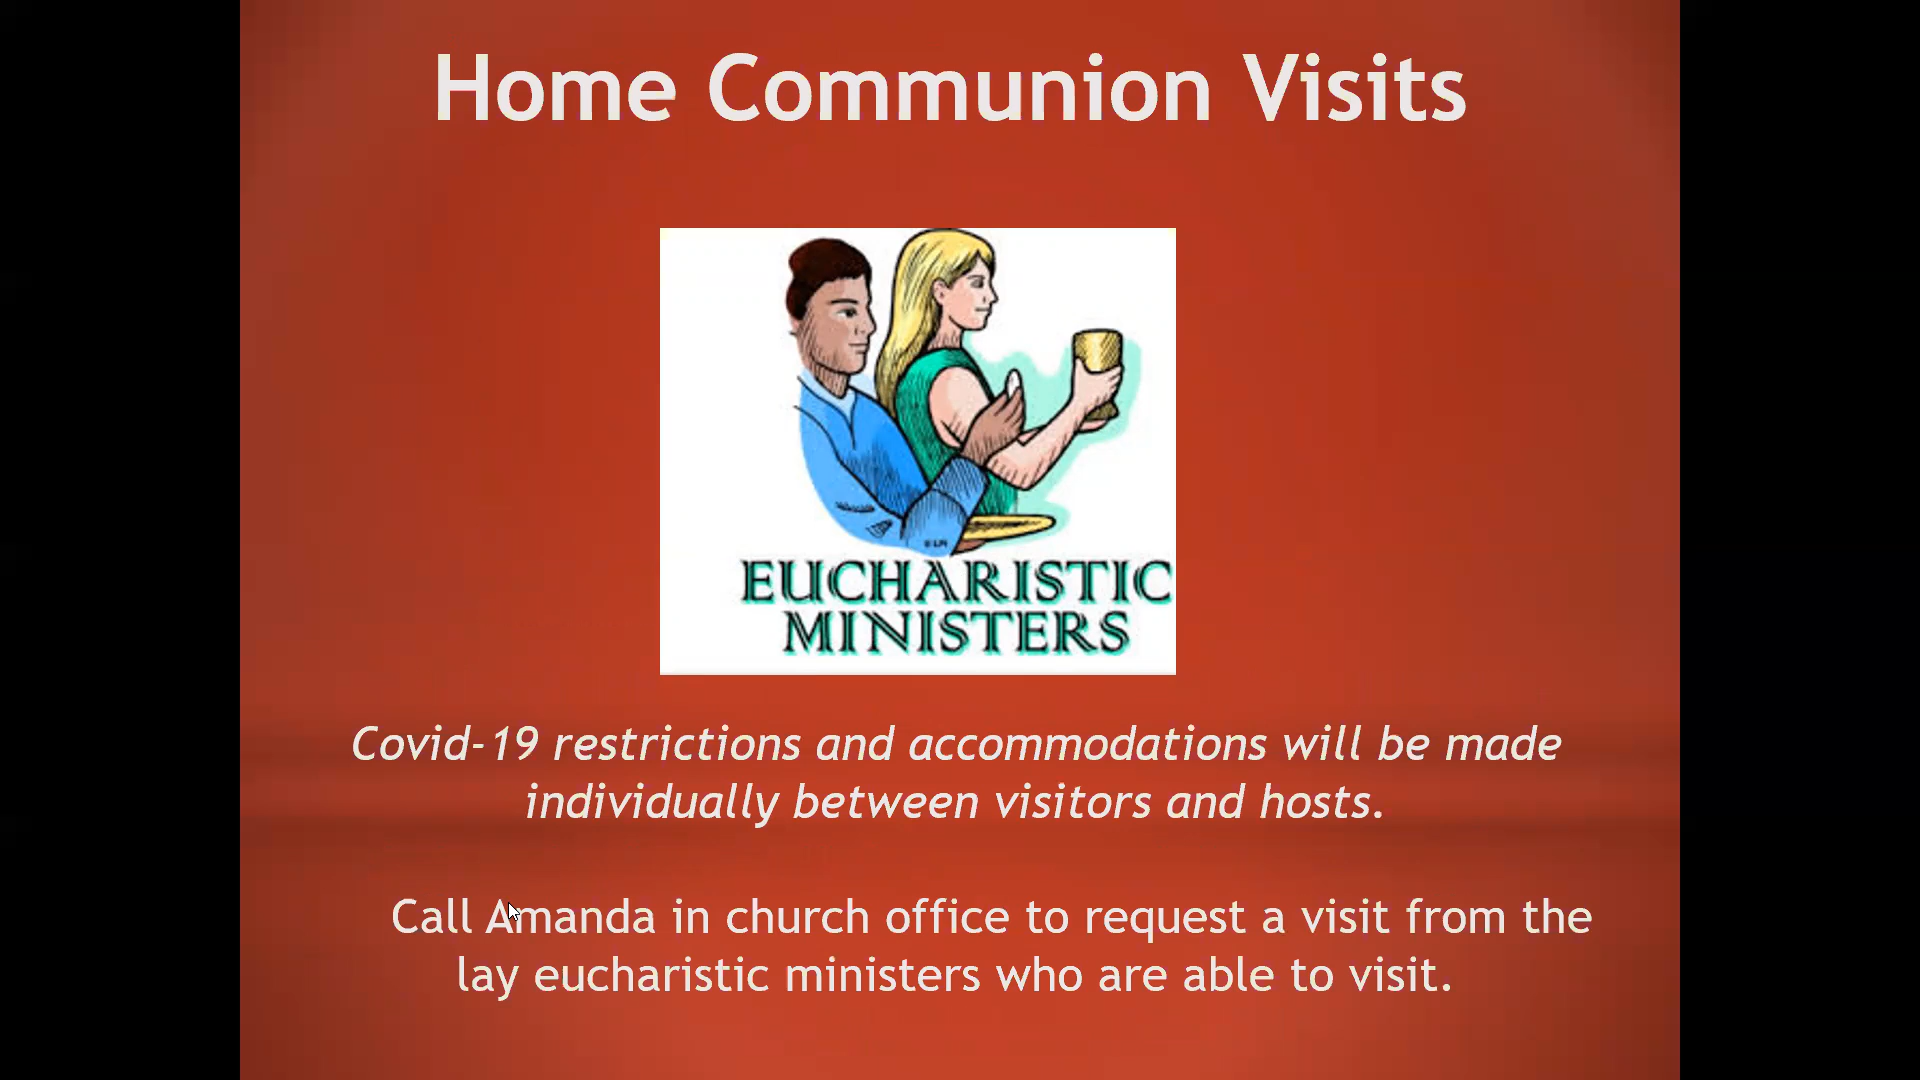 Home Communion Visits
EUCHARISTIC
MINISTERS
Covid-19 restrictions and accommodations will be made
individually between visitors and hosts.
Call Amanda in church office to request a visit from the
lay eucharistic ministers who are able to visit.